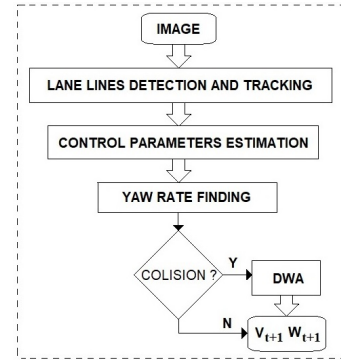 IMAGE
LANE LINES DETECTION AND TRACKING
CONTROL PARAMETERS ESTIMATION
YAW RATE FINDING
COLISION ?
Y
DWA
N
Vt+1 Wt+1